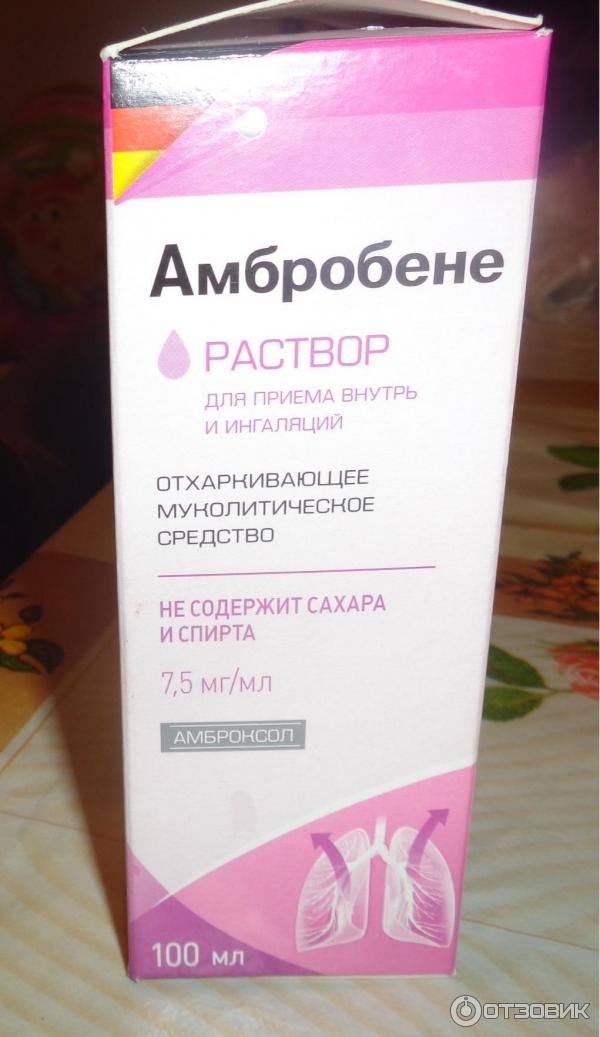 Амбробене
РАСТВОР
ДЛЯ ПРИЕМА ВНУТРЬ
И ИНГАЛЯЦИЙ
ОТХАРКИВАЮЩЕЕ
МУКОЛИТИЧЕСКОЕ
СРЕДСТВО
НЕ СОДЕРЖИТ САХАРА
И СПИРТА
7,5 мг/мл
АМБРОКСОЛ
100 мл
ОТЗОВИК